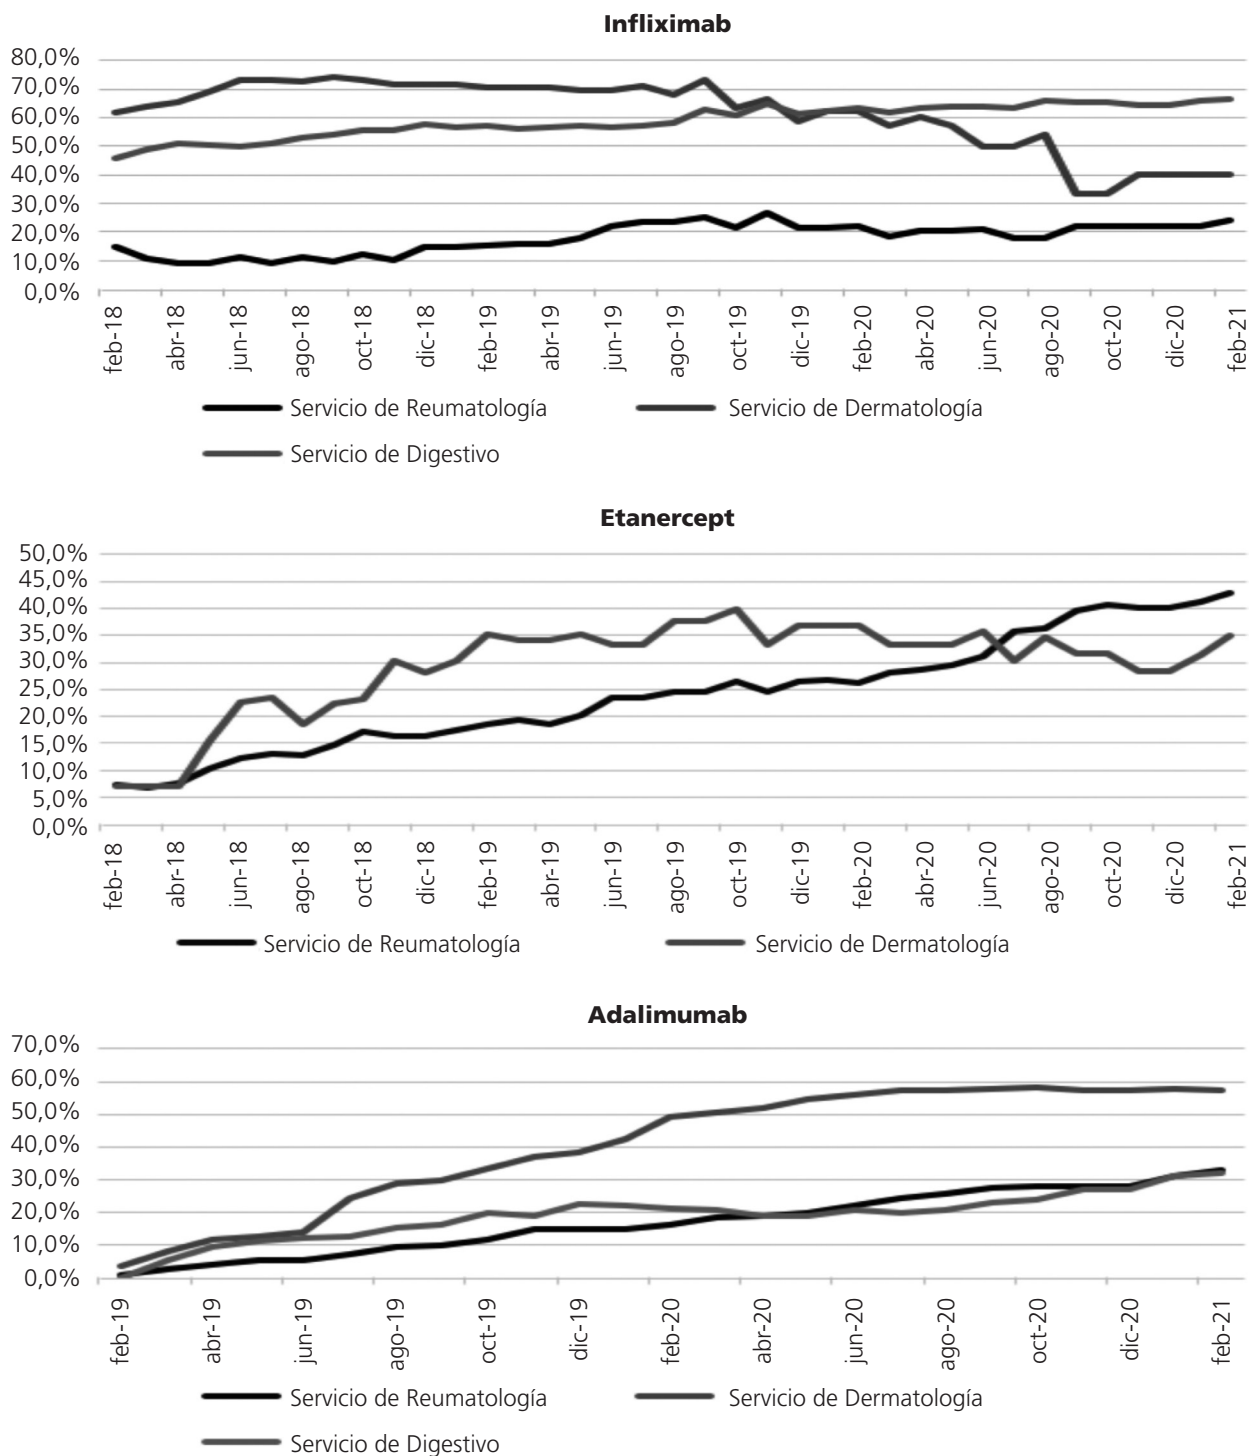 Infliximab
80,0%
70,0%
60,0%
50,0%
40,0%
30,0%
20,0%
10,0%
0,0%
feb-18 abr-18 jun-18 ago-18 oct-18 dic-18 feb-19 abr-19 jun-19 ago-19 oct-19 dic-19 feb-20 abr-20 jun-20 ago-20 oct-20 dic-20 feb-21
Servicio de Reumatología Servicio de Dermatología
Servicio de Digestivo
Etanercept
50,0%
45,0%
40,0%
35,0%
30,0%
25,0%
20,0%
15,0%
10,0%
5,0%
0,0%
feb-18 abr-18 jun-18 ago-18 oct-18 dic-18 feb-19 abr-19 jun-19 ago-19 oct-19 dic-19 feb-20 abr-20 jun-20 ago-20 oct-20 dic-20 feb-21
Servicio de Reumatología Servicio de Dermatología
Adalimumab
70,0%
60,0%
50,0%
40,0%
30,0%
20,0%
10,0%
0,0%
feb-19 abr-19 jun-19 ago-19 oct-19 dic-19 feb-20 abr-20 jun-20 ago-20 oct-20 dic-20 feb-21
Servicio de Reumatología Servicio de Dermatología
Servicio de Digestivo